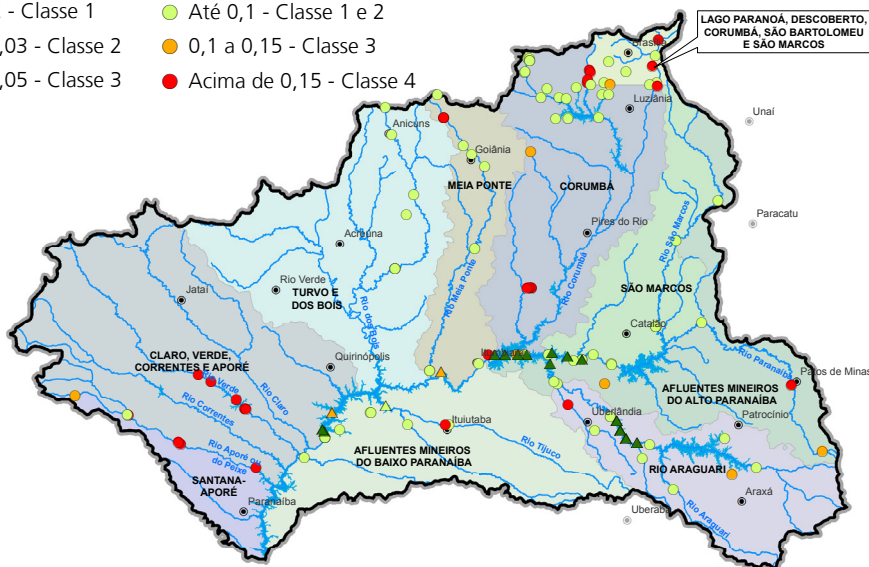 - Classe 1
Até 0,1 - Classe 1 e 2
,03 - Classe 2
0,1 a 0,15 - Classe 3
,05 - Classe 3
Acima de 0,15 - Classe 4
LAGO PARANOÁ, DESCOBERTO,
CORUMBÁ, SÃO BARTOLOMEU
E SÃO MARCOS
Brasília
Luziânia
Unaí
Anicuns
Goiânia
MEIA PONTE
CORUMBÁ
Paracatu
Acreúna
Pires do Rio
Rio São Marcos
Rio Verde
TURVO E
DOS BOIS
Rio dos Bois
Rio Meia Ponte
Rio Corumbá
SÃO MARCOS
Jataí
Catalão
CLARO, VERDE,
CORRENTES E APORÉ
Quirinópolis
Rio Verde
Rio Claro
Rio Correntes
Rio Paranaíba
Patos de Minas
AFLUENTES MINEIROS
DO ALTO PARANAÍBA
Patrocínio
Uberlândia
Ituiutaba
Rio Tijuco
Rio Aporé ou
do Peixe
AFLUENTES MINEIROS
DO BAIXO PARANAÍBA
RIO ARAGUARI
SANTANA-
APORÉ
Paranaíba
Araxá
Uberaba
Rio Araguari